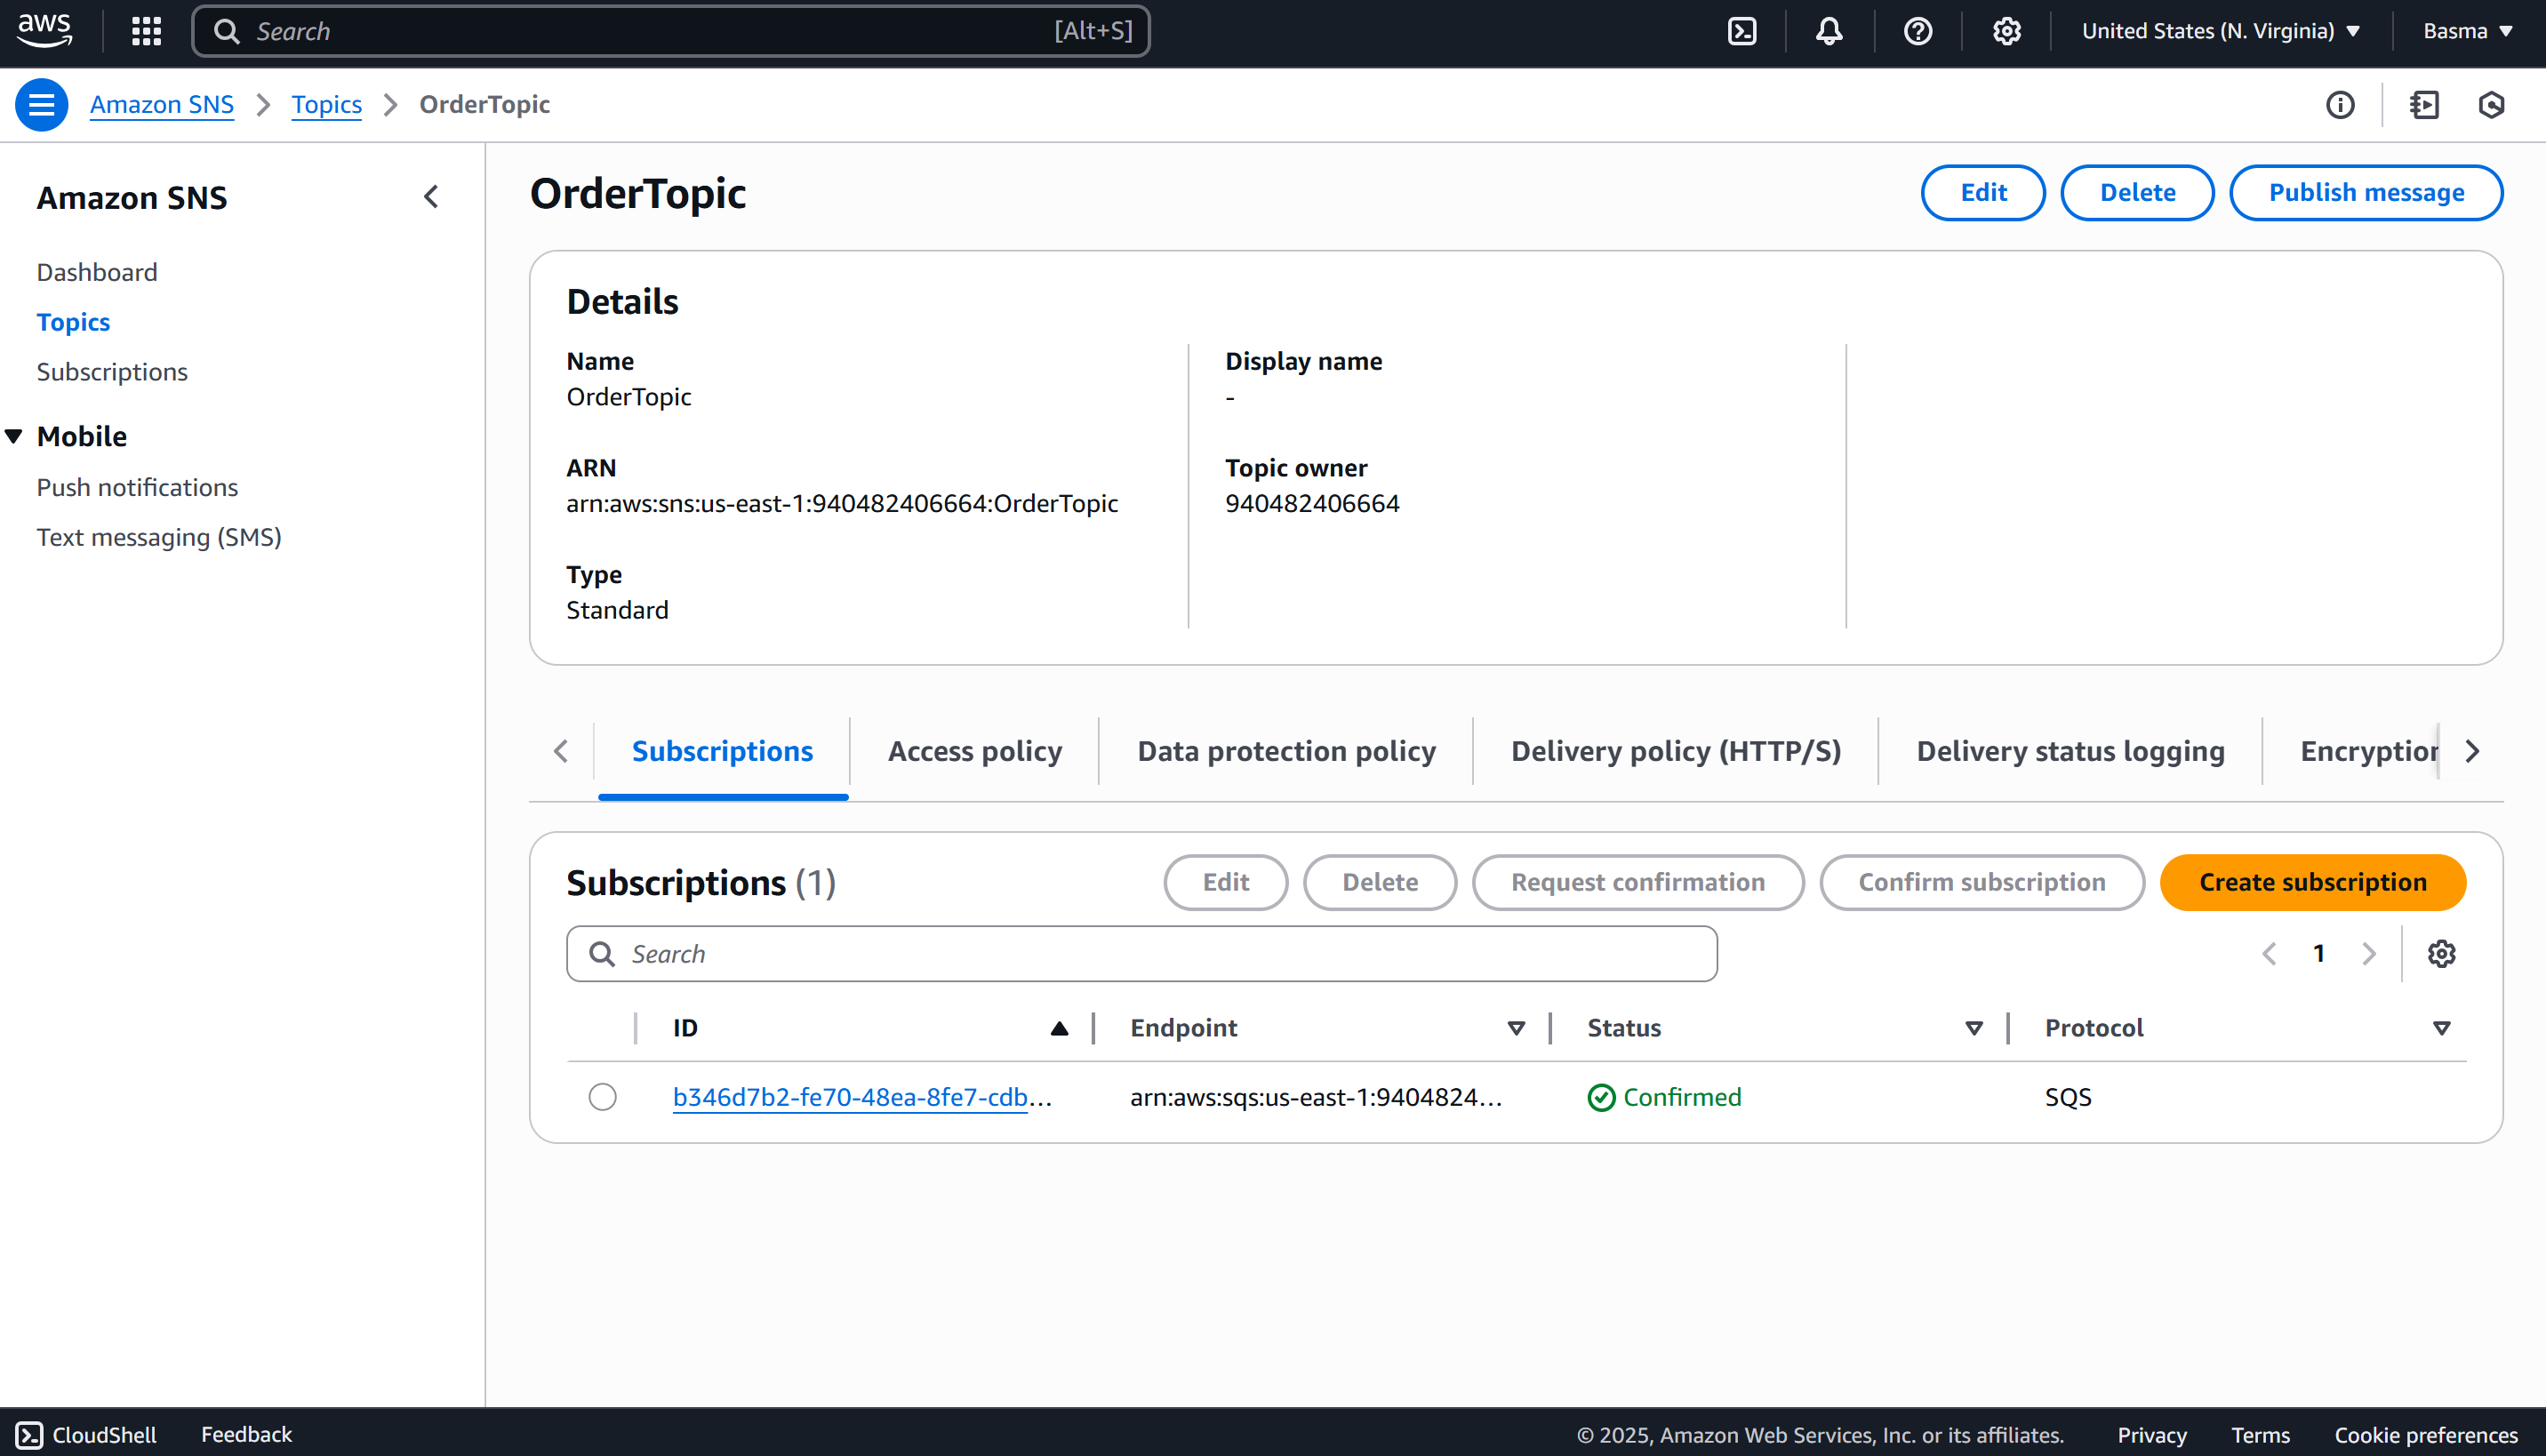 aws
Search [Alt+S]
United States (N. Virginia)
Basma
Amazon SNS
Topics
OrderTopic
Amazon SNS
Dashboard
Topics
Subscriptions
Mobile
Push notifications
Text messaging (SMS)
OrderTopic
Edit
Delete
Publish message
Details
Name
OrderTopic
ARN
arn:aws:sns:us-east-1:940482406664:OrderTopic
Type
Standard
Display name
-
Topic owner
940482406664
Subscriptions
Access policy
Data protection policy
Delivery policy (HTTP/S)
Delivery status logging
Encryption
Subscriptions (1)
Edit
Delete
Request confirmation
Confirm subscription
Create subscription
Search
1
ID Endpoint Status Protocol
b346d7b2-fe70-48ea-8fe7-cdb... arn:aws:sqs:us-east-1:9404824... Confirmed SQS
CloudShell
Feedback
© 2025, Amazon Web Services, Inc. or its affiliates.
Privacy
Terms
Cookie preferences